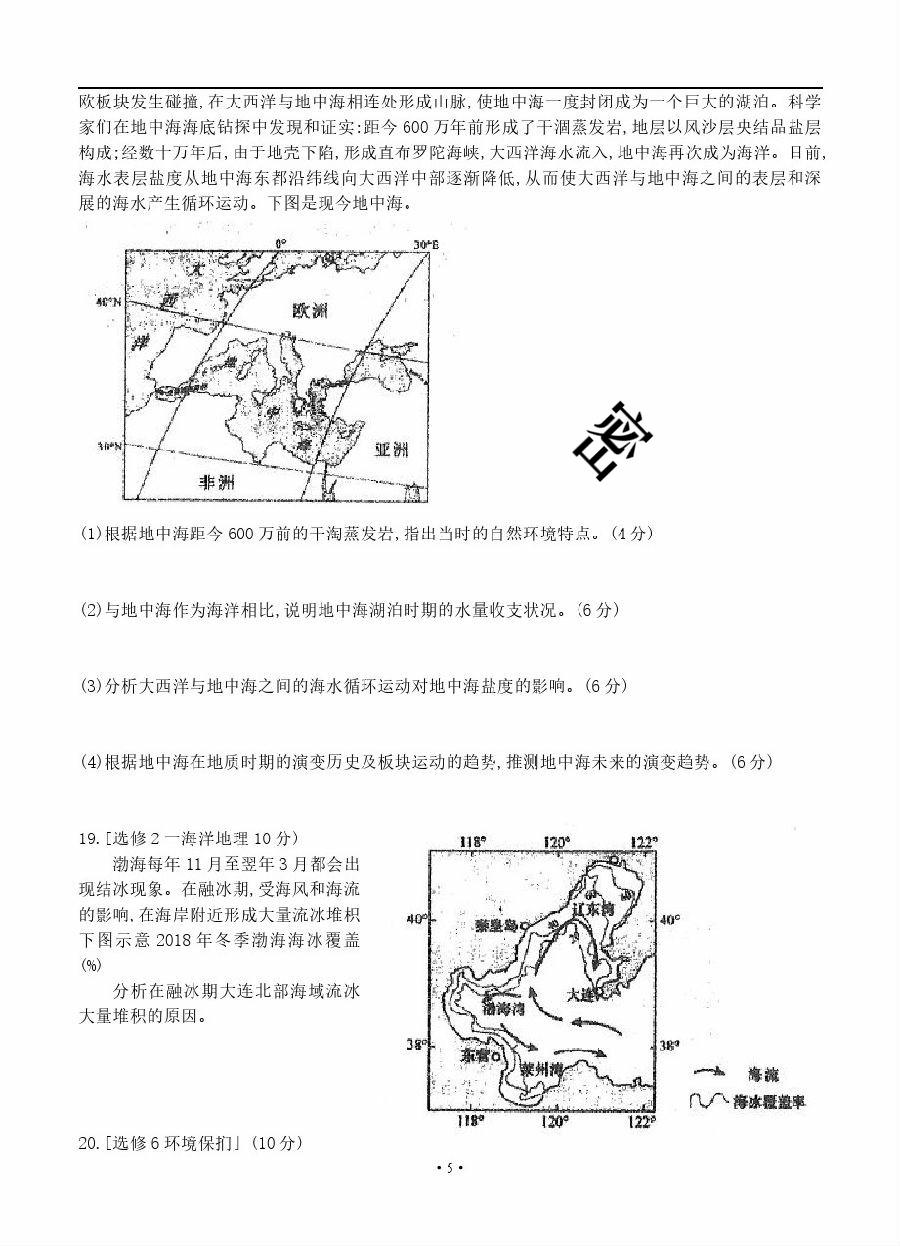 欧板块发生碰撞,在大西洋与地中海相连处形成山脉,使地中海一度封闭成为一个巨大的湖泊。科学
家们在地中海海底钻探中发现和证实:距今 600 万年前形成了干涸蒸发岩,地层以风沙层央结品盐层
构成;经数十万年后,由于地壳下陷,形成直布罗陀海峡,大西洋海水流入,地中海再次成为海洋。日前,
海水表层盐度从地中海东都沿纬线向大西洋中部逐渐降低,从而使大西洋与地中海之间的表层和深
展的海水产生循环运动。下图是现今地中海。
0°
30°E
大
40°N
西
欧洲
洋
地
中
海
30°N
亚洲
非洲
密
(1)根据地中海距今 600 万前的干淘蒸发岩,指出当时的自然环境特点。(4 分)
(2)与地中海作为海洋相比,说明地中海湖泊时期的水量收支状况。(6 分)
(3)分析大西洋与地中海之间的海水循环运动对地中海盐度的影响。(6 分)
(4)根据地中海在地质时期的演变历史及板块运动的趋势,推测地中海未来的演变趋势。(6 分)
19.[选修 2 一海洋地理 10 分)
渤海每年 11 月至翌年 3 月都会出
现结冰现象。在融冰期,受海风和海流
的影响,在海岸附近形成大量流冰堆积
下图示意 2018 年冬季渤海海冰覆盖
(%)
分析在融冰期大连北部海域流冰
大量堆积的原因。
118°
120°
122°
辽东湾
40°
秦皇岛
40°
大连
渤海湾
38°
38°
东营
莱州湾
海流
海冰覆盖率
118°
120°
122°
20.[选修 6 环境保扪」(10 分)
·5·